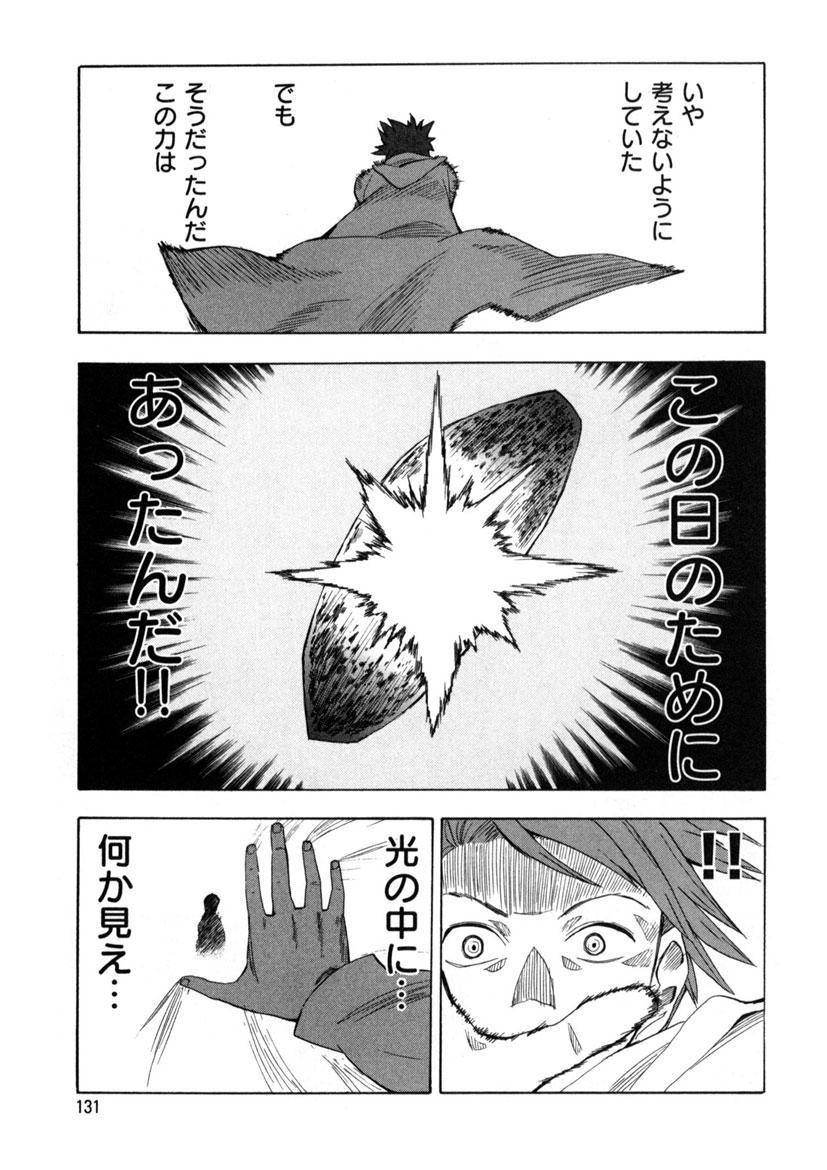 いや
考えないように
していた
でも
そうだったんだ
この力は
この日のために
あったんだ!!
!!
光の中に…
何か見え…
131